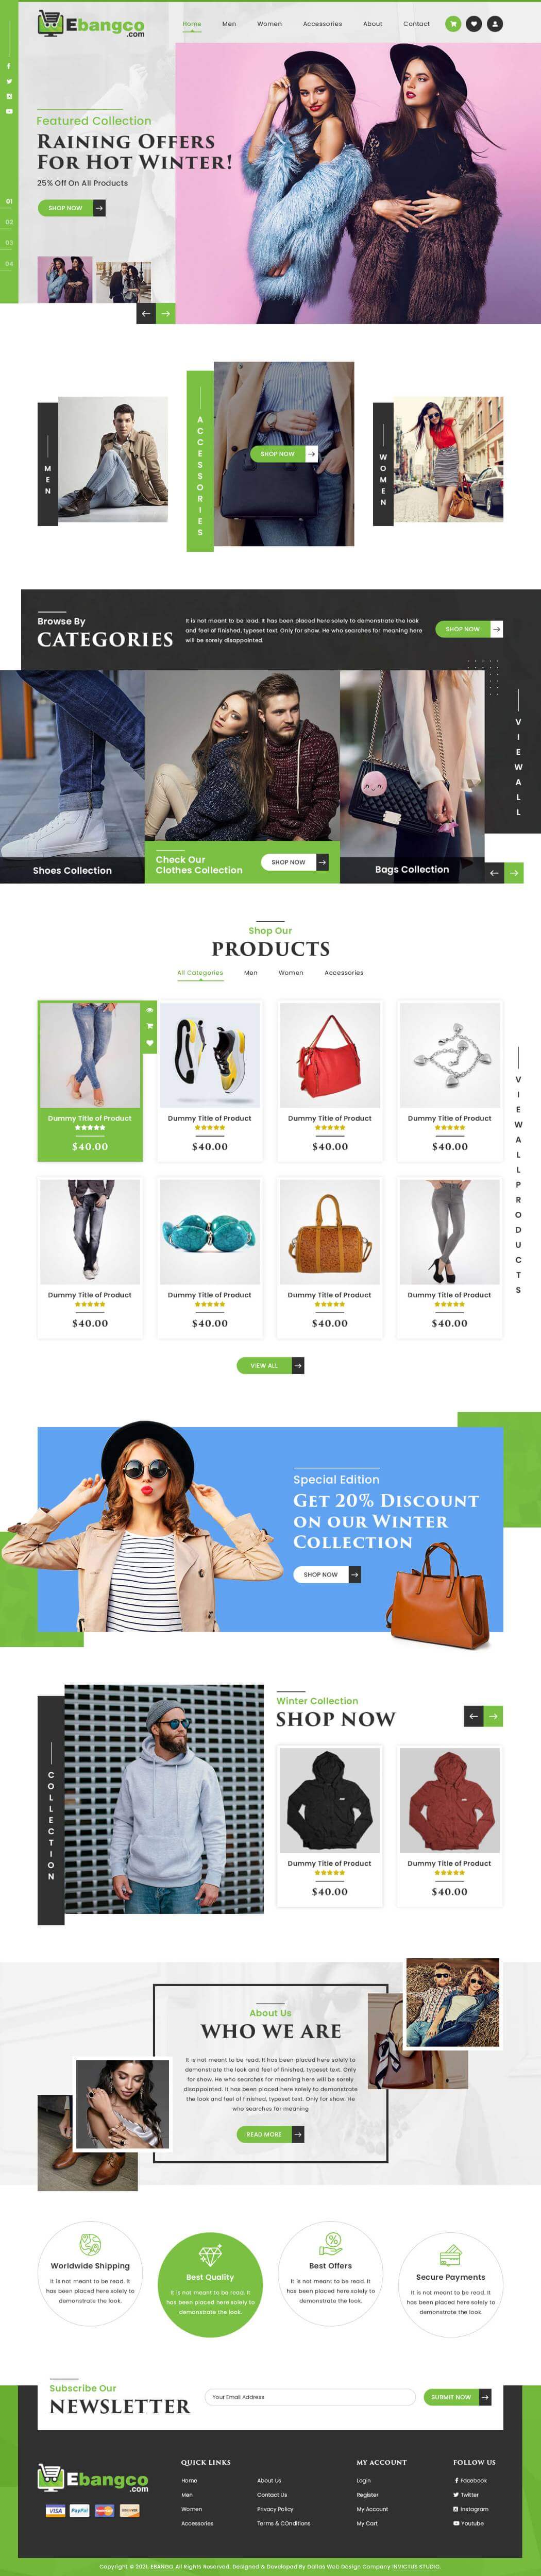 Ebangco
.com
Home Men Women Accessories About Contact
Featured Collection
RAINING OFFERS
FOR HOT WINTER!
25% Off On All Products
SHOP NOW
01
02
03
04
MEN
ACCESSORIES
SHOP NOW
WOMEN
Browse By
CATEGORIES
It is not meant to be read. It has been placed here solely to demonstrate the look
and feel of finished, typeset text. Only for show. He who searches for meaning here
will be sorely disappointed.
SHOP NOW
VIEW ALL
Shoes Collection
Check Our
Clothes Collection
SHOP NOW
Bags Collection
Shop Our
PRODUCTS
All Categories Men Women Accessories
Dummy Title of Product Dummy Title of Product Dummy Title of Product Dummy Title of Product
$40.00 $40.00 $40.00 $40.00
VIEW ALL PRODUCTS
Dummy Title of Product Dummy Title of Product Dummy Title of Product Dummy Title of Product
$40.00 $40.00 $40.00 $40.00
VIEW ALL
Special Edition
GET 20% DISCOUNT
ON OUR WINTER
COLLECTION
SHOP NOW
COLLECTION
Winter Collection
SHOP NOW
Dummy Title of Product Dummy Title of Product
$40.00 $40.00
About Us
WHO WE ARE
It is not meant to be read. It has been placed here solely to
demonstrate the look and feel of finished, typeset text. Only
for show. He who searches for meaning here will be sorely
disappointed. It has been placed here solely to demonstrate
the look and feel of finished, typeset text. Only for show. He
who searches for meaning
READ MORE
Worldwide Shipping
It is not meant to be read. It
has been placed here solely to
demonstrate the look.
Best Quality
It is not meant to be read. It
has been placed here solely to
demonstrate the look.
Best Offers
It is not meant to be read. It
has been placed here solely to
demonstrate the look.
Secure Payments
It is not meant to be read. It
has been placed here solely to
demonstrate the look.
Subscribe Our
NEWSLETTER
Your Email Address
SUBMIT NOW
Ebangco
.com
VISA PayPal
QUICK LINKS
Home About Us
Men Contact Us
Women Privacy Policy
Accessories Terms & COnditions
MY ACCOUNT
Login
Register
My Account
My Cart
FOLLOW US
Facebook
Twitter
Instagram
Youtube
Copyright © 2021, EBANGO All Rights Reserved. Designed & Developed By Dallas Web Design Company INVICTUS STUDIO.